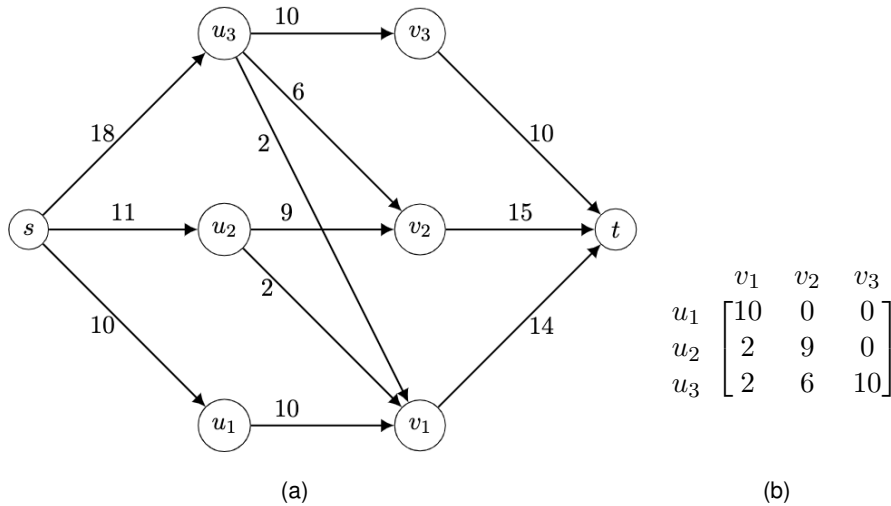 10
u₃
v₃
6
18
2
10
11
9
15
s
u₂
v₂
t
2
10
14
10
u₁
v₁
v₁ v₂ v₃
u₁ 10 0 0
u₂ 2 9 0
u₃ 2 6 10
(a)
(b)